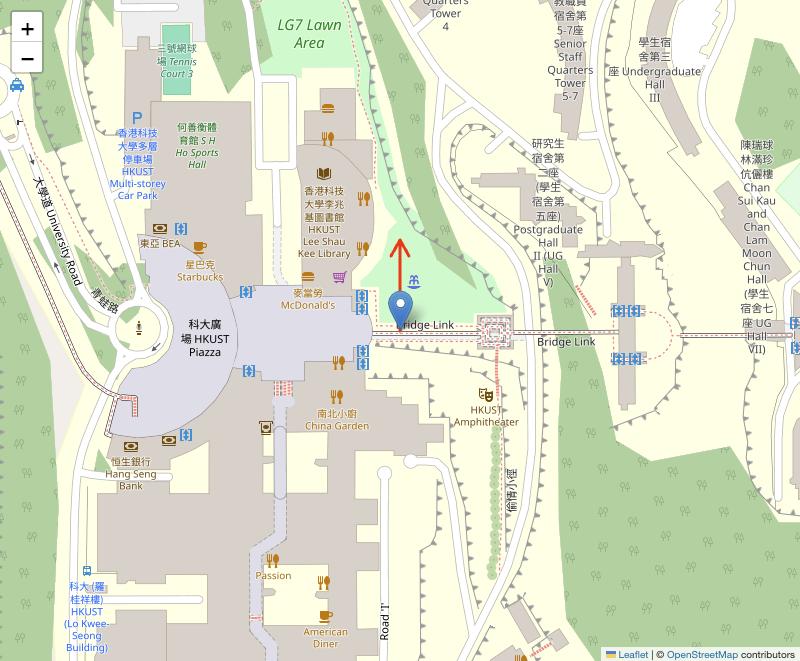 +
−
Quarters
Tower
4
教職員
宿舍第
5-7座
Senior
Staff
Quarters
Tower
5-7
學生宿
舍第三
座 Undergraduate
Hall
III
LG7 Lawn
Area
三號網球
場 Tennis
Court 3
P
香港科技
大學多層
停車場
HKUST
Multi-storey
Car Park
何善衡體
育館 S H
Ho Sports
Hall
研究生
宿舍第
二座
(學生
宿舍第
五座)
Postgraduate
Hall
II (UG
Hall
V)
陳瑞球
林滿珍
伉儷樓
Chan
Sui Kau
and
Chan
Lam
Moon
Chun
Hall
(學生
宿舍七
座 UG
Hall
VII)
香港科技
大學李兆
基圖書館
HKUST
Lee Shau
Kee Library
大學道 University Road
東亞 BEA
星巴克
Starbucks
麥當勞
McDonald's
青蛙路
科大廣
場 HKUST
Piazza
Bridge Link
Bridge Link
南北小廚
China Garden
HKUST
Amphitheater
恒生銀行
Hang Seng
Bank
偷情小徑
Passion
科大 (羅
桂祥樓)
HKUST
(Lo Kwee-
Seong
Building)
American
Diner
Road 'T'
Leaflet | © OpenStreetMap contributors